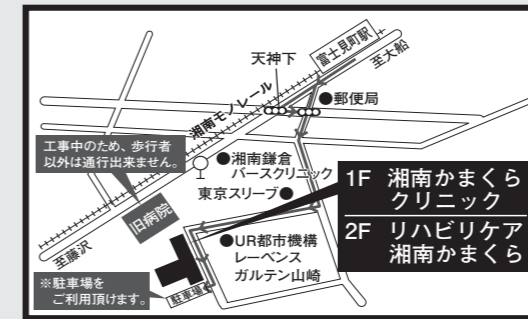 富士見町駅
至大船
天神下
●郵便局
湘南モノレール
工事中のため、歩行者
以外は通行出来ません。
●湘南鎌倉
バースクリニック
東京スリーブ●
旧病院
1F 湘南かまくら
クリニック
2F リハビリケア
湘南かまくら
至藤沢
●UR都市機構
レーベンス
ガルテン山崎
※駐車場を
ご利用頂けます。
駐車場